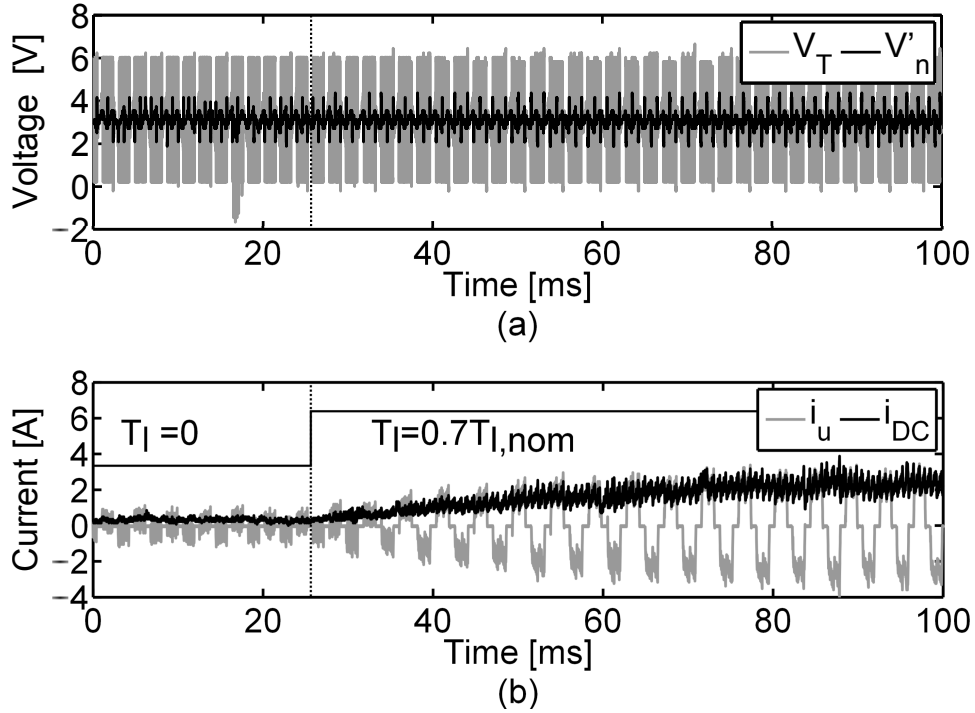 8
6
4
2
0
−2
Voltage [V]
V_T V'_n
0 20 40 60 80 100
Time [ms]
(a)
8
6
4
2
0
−2
−4
Current [A]
T_l =0
T_l=0.7T_l,nom
i_u i_DC
0 20 40 60 80 100
Time [ms]
(b)